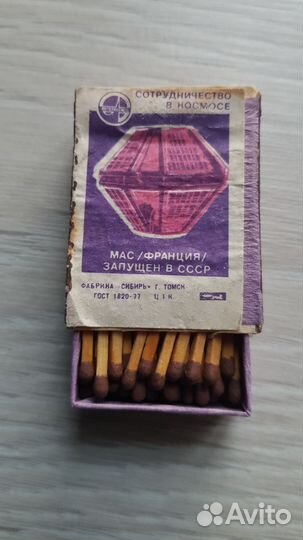 СОТРУДНИЧЕСТВО
В КОСМОСЕ
МАС /ФРАНЦИЯ/
ЗАПУЩЕН В СССР
ФАБРИКА «СИБИРЬ» Г. ТОМСК
ГОСТ 1820-77 Ц 1 К
Avito